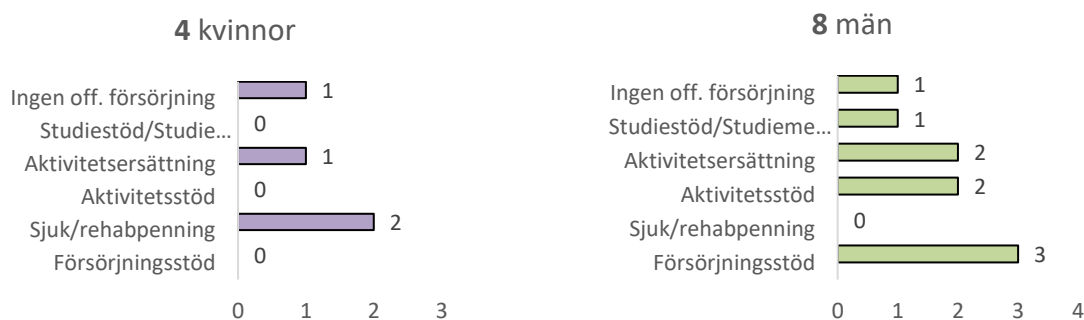 4 kvinnor
Ingen off. försörjning 1
Studiestöd/Studie... 0
Aktivitetsersättning 1
Aktivitetsstöd 0
Sjuk/rehabpenning 2
Försörjningsstöd 0
0 1 2 3
8 män
Ingen off. försörjning 1
Studiestöd/Studieme... 1
Aktivitetsersättning 2
Aktivitetsstöd 2
Sjuk/rehabpenning 0
Försörjningsstöd 3
0 1 2 3 4